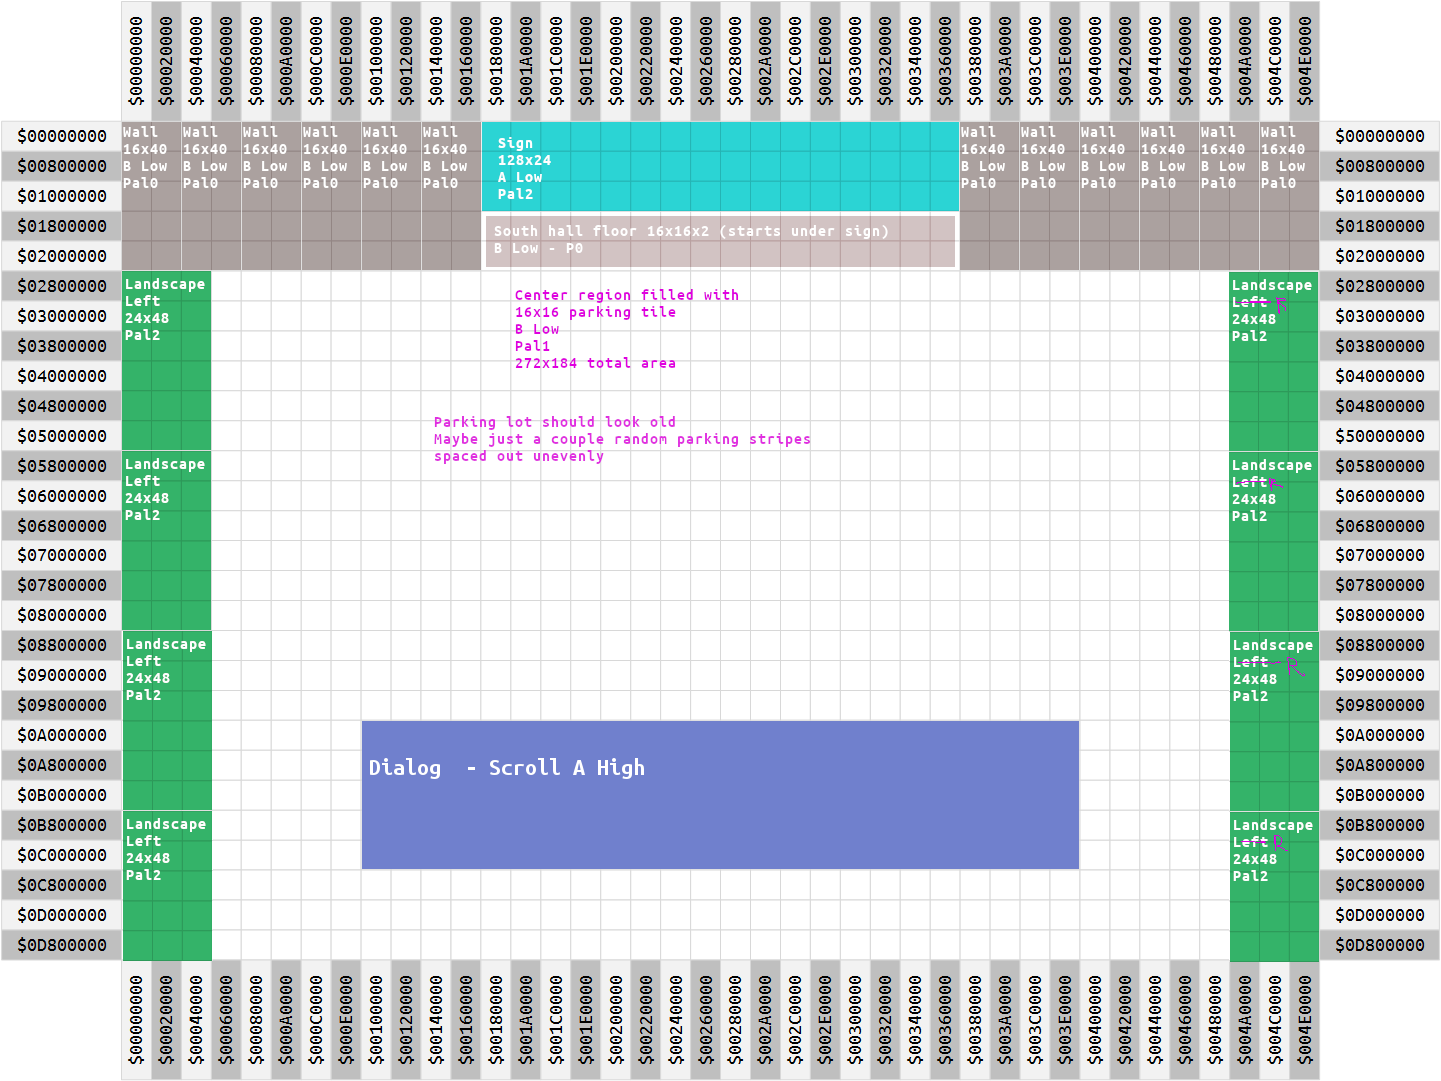 $00000000 $00020000 $00040000 $00060000 $00080000 $000A0000 $000C0000 $000E0000 $00100000 $00120000 $00140000 $00160000 $00180000 $001A0000 $001C0000 $001E0000 $00200000 $00220000 $00240000 $00260000 $00280000 $002A0000 $002C0000 $002E0000 $00300000 $00320000 $00340000 $00360000 $00380000 $003A0000 $003C0000 $003E0000 $00400000 $00420000 $00440000 $00460000 $00480000 $004A0000 $004C0000 $004E0000
$00000000
$00800000
$01000000
$01800000
$02000000
$02800000
$03000000
$03800000
$04000000
$04800000
$05000000
$05800000
$06000000
$06800000
$07000000
$07800000
$08000000
$08800000
$09000000
$09800000
$0A000000
$0A800000
$0B000000
$0B800000
$0C000000
$0C800000
$0D000000
$0D800000
Wall Wall Wall Wall Wall Wall
16x40 16x40 16x40 16x40 16x40 16x40
B Low B Low B Low B Low B Low B Low
Pal0 Pal0 Pal0 Pal0 Pal0 Pal0
Sign
128x24
A Low
Pal2
South hall floor 16x16x2 (starts under sign)
B Low - P0
Wall Wall Wall Wall Wall Wall
16x40 16x40 16x40 16x40 16x40 16x40
B Low B Low B Low B Low B Low B Low
Pal0 Pal0 Pal0 Pal0 Pal0 Pal0
Landscape
Left
24x48
Pal2
Landscape
Left
24x48
Pal2
Landscape
Left
24x48
Pal2
Landscape
Left
24x48
Pal2
Center region filled with
16x16 parking tile
B Low
Pal1
272x184 total area
Parking lot should look old
Maybe just a couple random parking stripes
spaced out unevenly
Dialog  - Scroll A High
Landscape
Left R
24x48
Pal2
Landscape
Left R
24x48
Pal2
Landscape
Left R
24x48
Pal2
Landscape
Left R
24x48
Pal2
$00000000
$00800000
$01000000
$01800000
$02000000
$02800000
$03000000
$03800000
$04000000
$04800000
$50000000
$05800000
$06000000
$06800000
$07000000
$07800000
$08000000
$08800000
$09000000
$09800000
$0A000000
$0A800000
$0B000000
$0B800000
$0C000000
$0C800000
$0D000000
$0D800000
$00000000 $00020000 $00040000 $00060000 $00080000 $000A0000 $000C0000 $000E0000 $00100000 $00120000 $00140000 $00160000 $00180000 $001A0000 $001C0000 $001E0000 $00200000 $00220000 $00240000 $00260000 $00280000 $002A0000 $002C0000 $002E0000 $00300000 $00320000 $00340000 $00360000 $00380000 $003A0000 $003C0000 $003E0000 $00400000 $00420000 $00440000 $00460000 $00480000 $004A0000 $004C0000 $004E0000